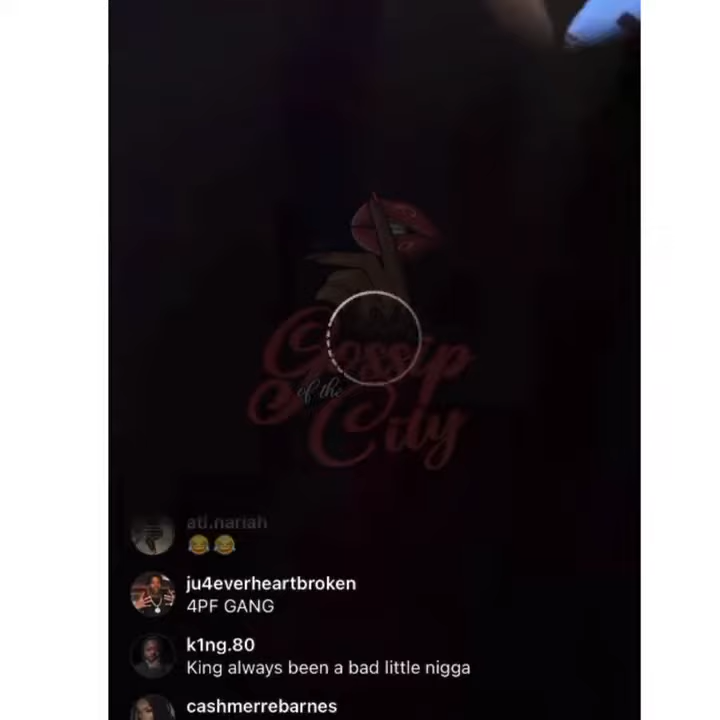 Gossip
of the
City
atl.nariah
😂😂
ju4everheartbroken
4PF GANG
k1ng.80
King always been a bad little nigga
cashmerrebarnes